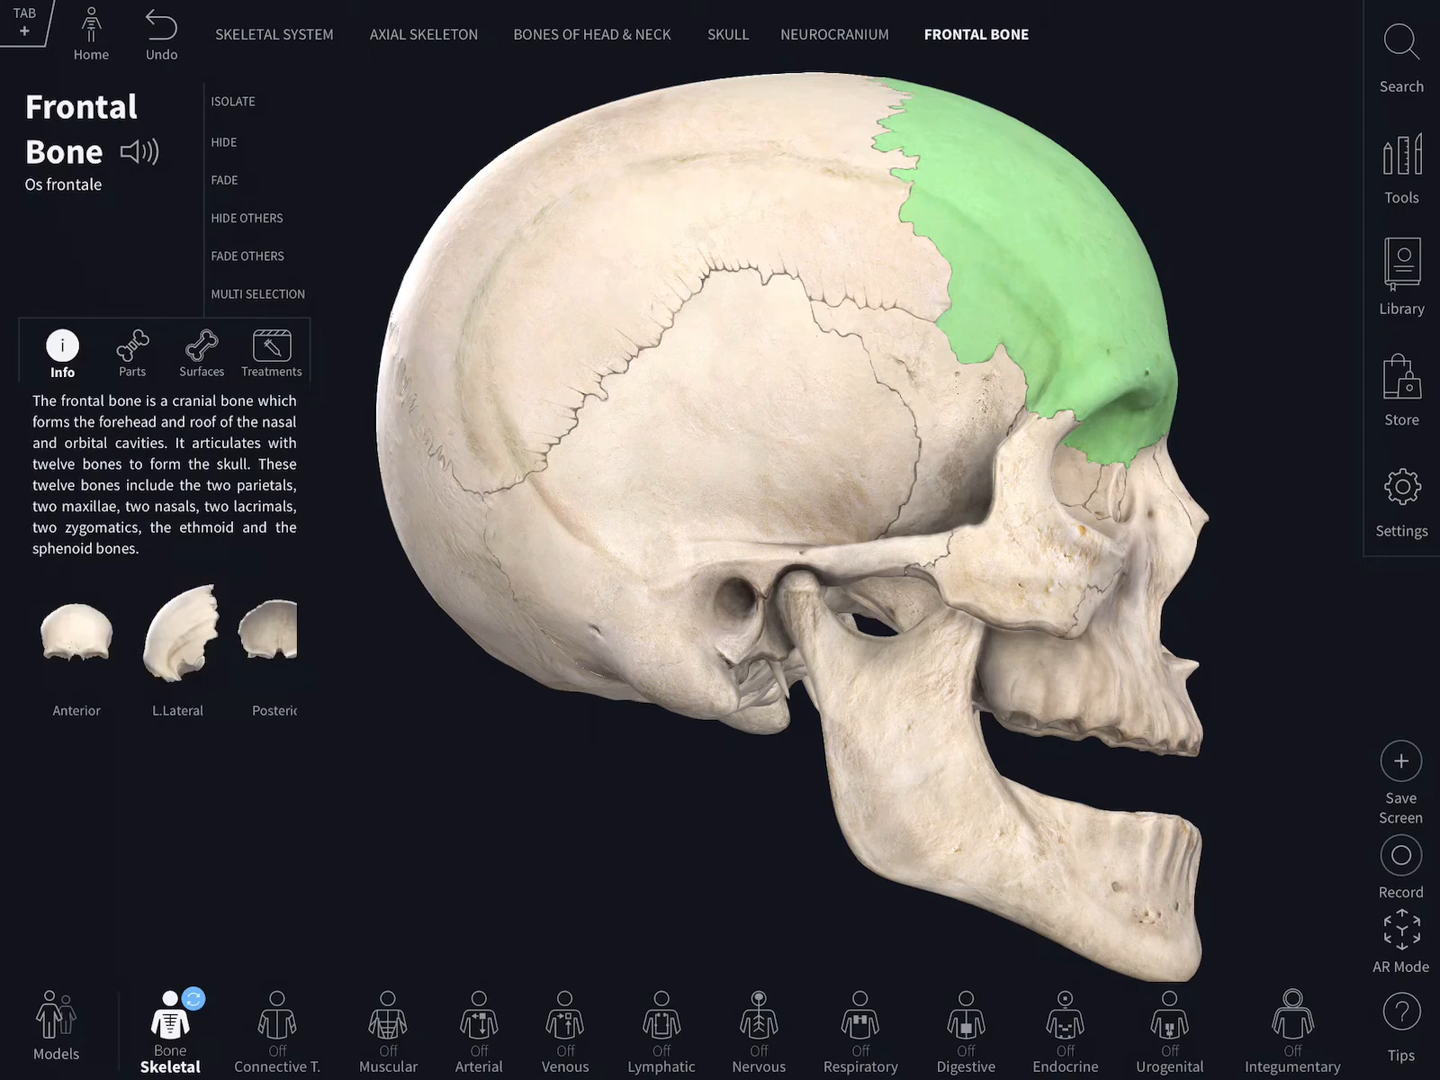 TAB
+
Home
Undo
SKELETAL SYSTEM
AXIAL SKELETON
BONES OF HEAD & NECK
SKULL
NEUROCRANIUM
FRONTAL BONE
Search
Tools
Library
Store
Settings
Frontal
Bone
Os frontale
ISOLATE
HIDE
FADE
HIDE OTHERS
FADE OTHERS
MULTI SELECTION
Info
Parts
Surfaces
Treatments
The frontal bone is a cranial bone which
forms the forehead and roof of the nasal
and orbital cavities. It articulates with
twelve bones to form the skull. These
twelve bones include the two parietals,
two maxillae, two nasals, two lacrimals,
two zygomatics, the ethmoid and the
sphenoid bones.
Anterior
L.Lateral
Posteric
Save
Screen
Record
AR Mode
Tips
Models
Bone
Skeletal
Off
Connective T.
Off
Muscular
Off
Arterial
Off
Venous
Off
Lymphatic
Off
Nervous
Off
Respiratory
Off
Digestive
Off
Endocrine
Off
Urogenital
Off
Integumentary